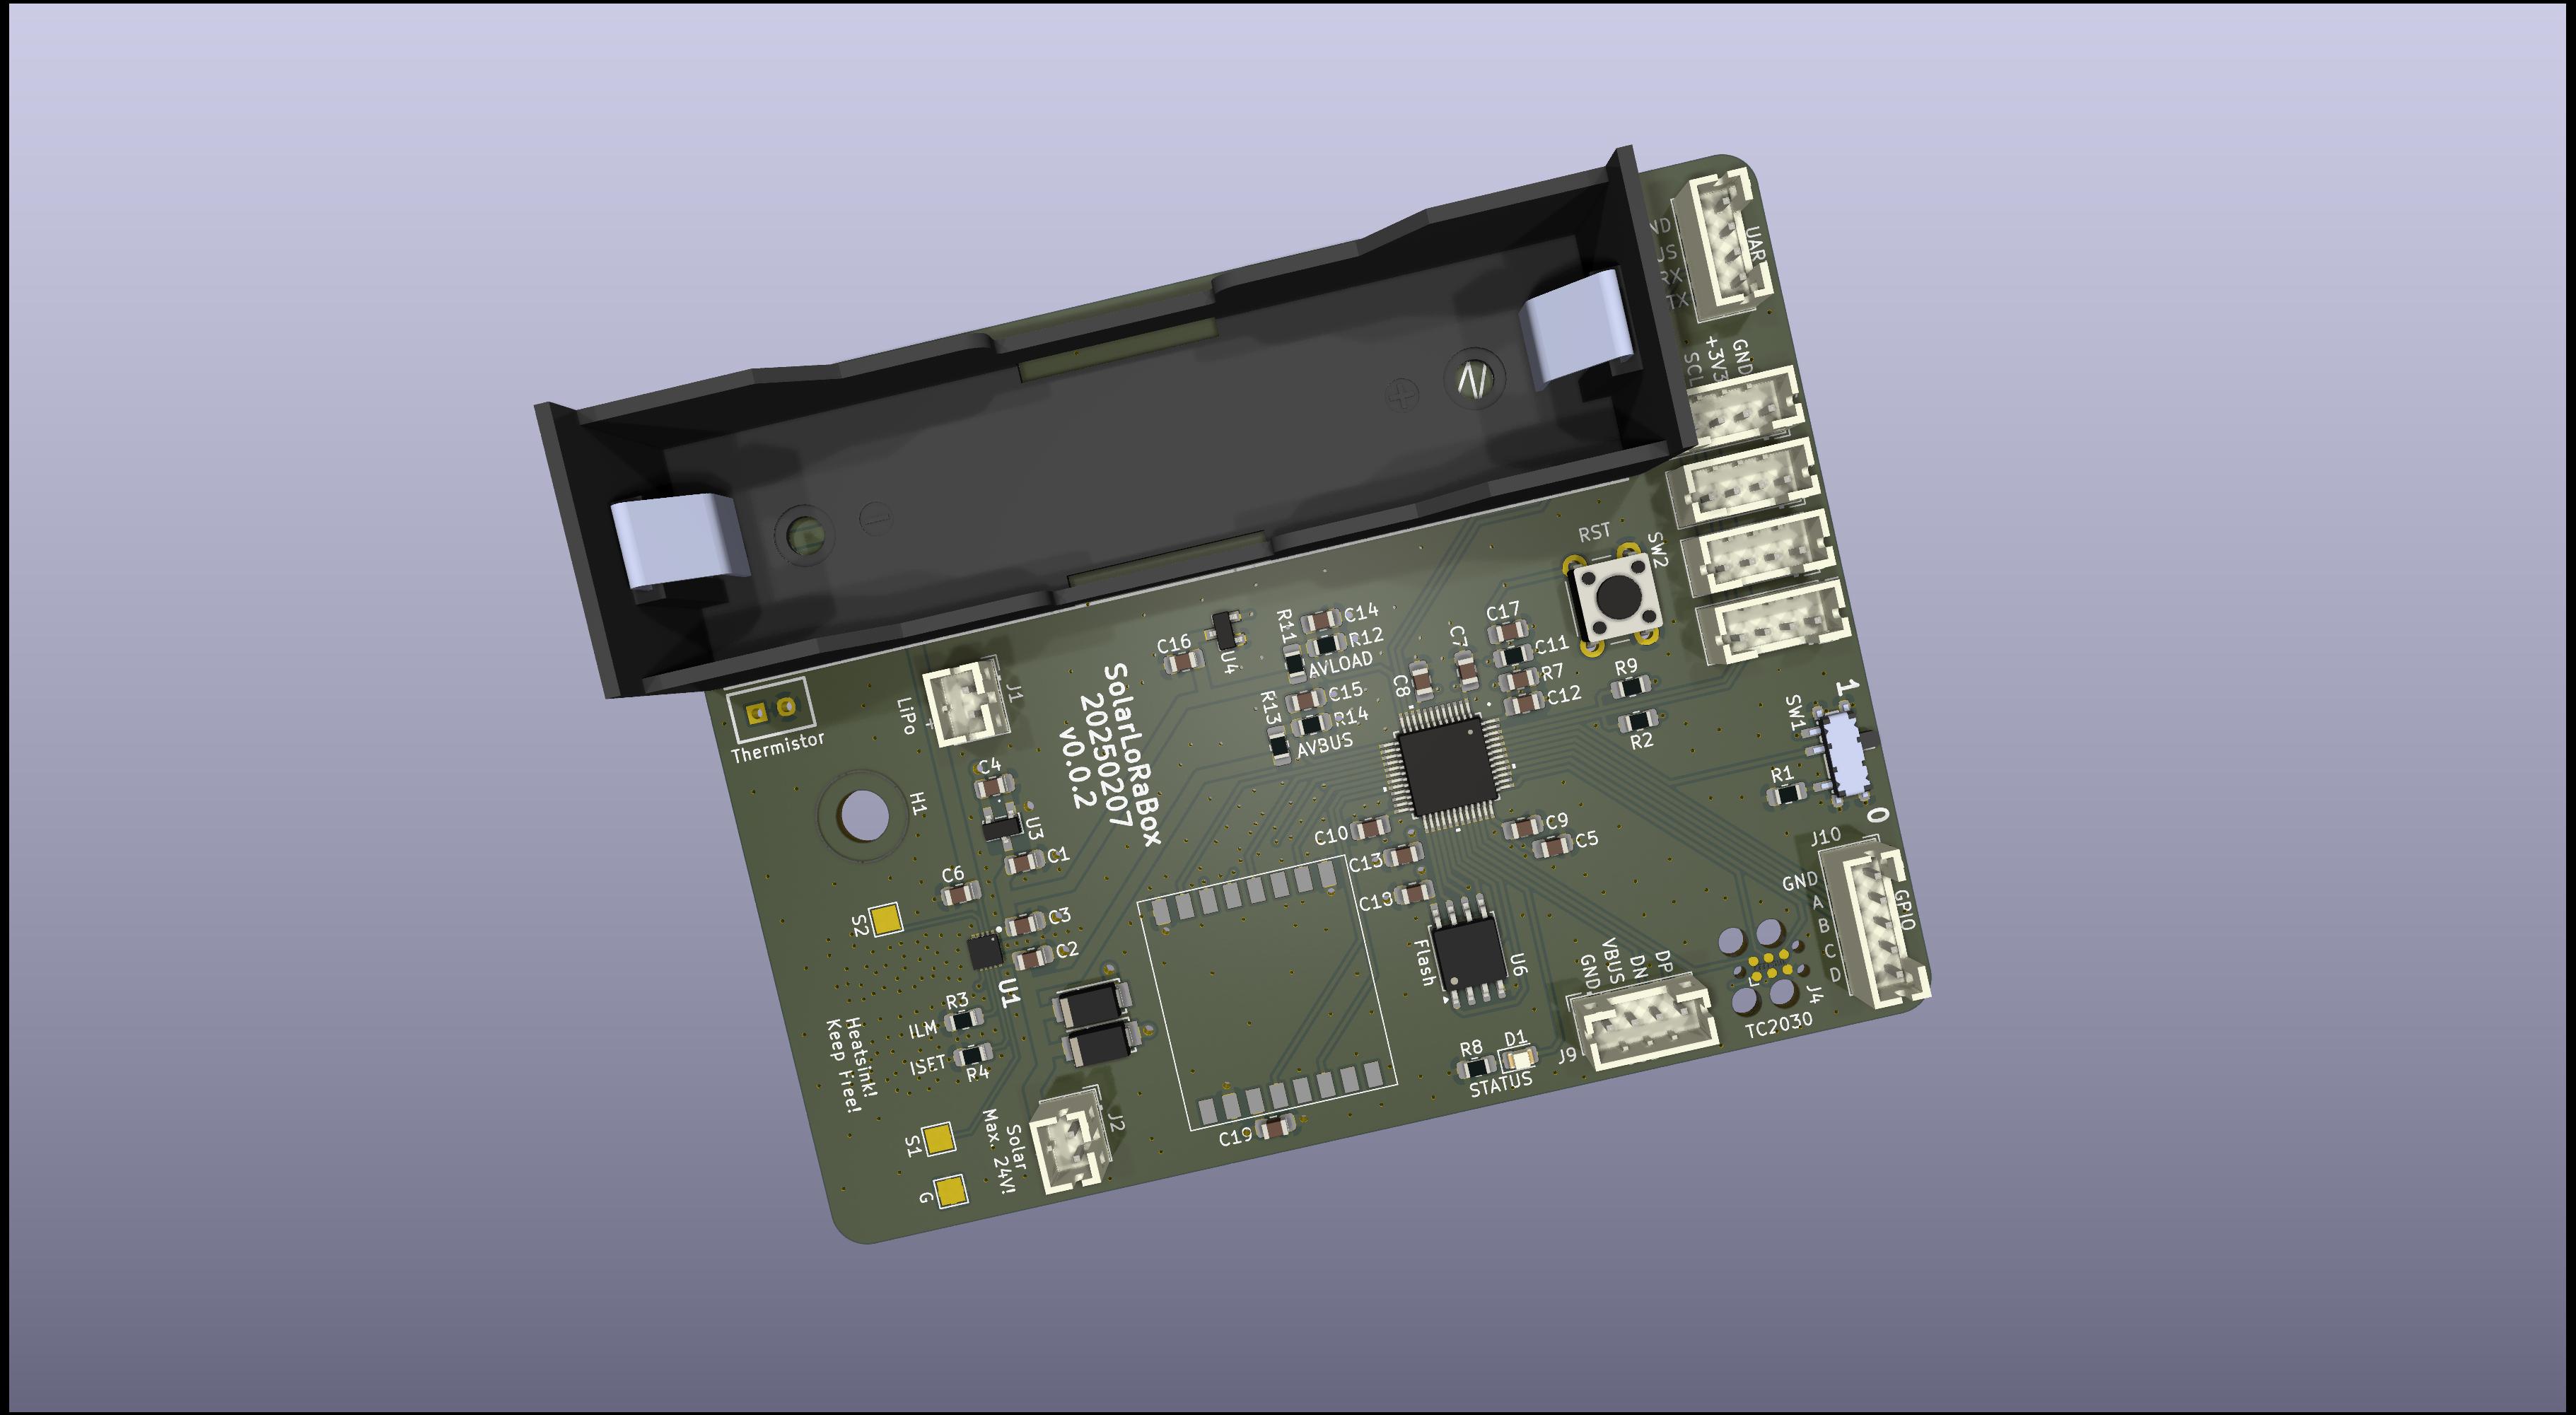 UAR
RX
TX
GND
+3V3
SCL
RST
SW2
C14
R12
R11
AVLOAD
C16
U4
C17
C11
R7
C12
C7
C8
R9
R2
C15
R14
R13
AVBUS
J1
LiPo
+
Thermistor
SolarLoRaBox
20250207
v0.0.2
1
SW1
R1
0
C4
U3
C1
H1
C6
C10
C13
C9
C5
J10
GND
A
B
C
D
GPIO
S2
C3
C2
U1
Flash
U6
GND
VBUS
DN
DP
J9
J4
TC2030
R3
ILM
ISET
R4
Heatsink!
Keep Free!
R8
D1
STATUS
S1
G
Solar
Max. 24V!
J2
C19